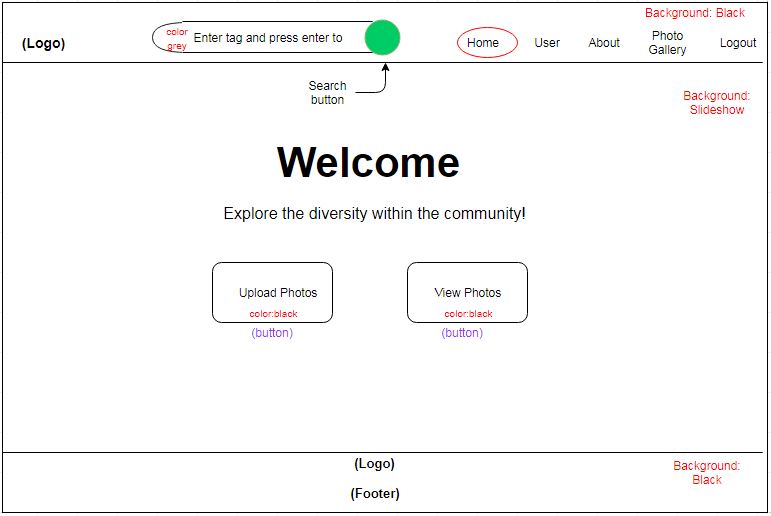 Background: Black
(Logo)
color
grey
Enter tag and press enter to
Home
User
About
Photo
Gallery
Logout
Search
button
Background:
Slideshow
Welcome
Explore the diversity within the community!
Upload Photos
color:black
(button)
View Photos
color:black
(button)
(Logo)
(Footer)
Background:
Black